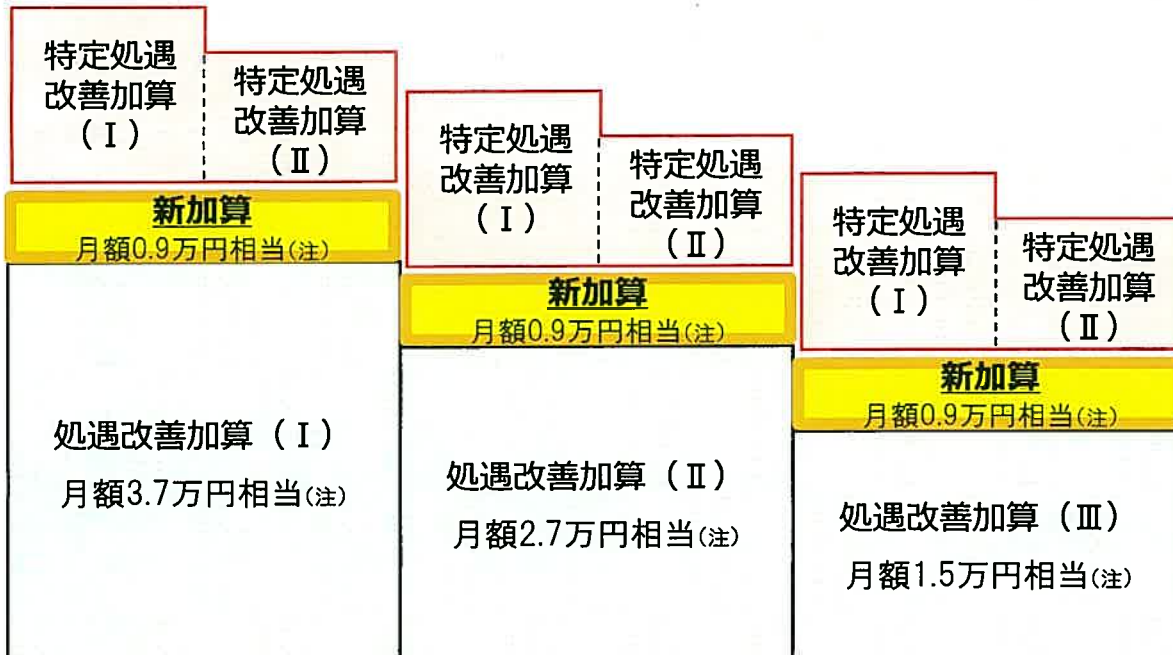 特定処遇
改善加算
(Ⅰ)
特定処遇
改善加算
(Ⅱ)
新加算
月額0.9万円相当(注)
処遇改善加算(Ⅰ)
月額3.7万円相当(注)
特定処遇
改善加算
(Ⅰ)
特定処遇
改善加算
(Ⅱ)
新加算
月額0.9万円相当(注)
処遇改善加算(Ⅱ)
月額2.7万円相当(注)
特定処遇
改善加算
(Ⅰ)
特定処遇
改善加算
(Ⅱ)
新加算
月額0.9万円相当(注)
処遇改善加算(Ⅲ)
月額1.5万円相当(注)